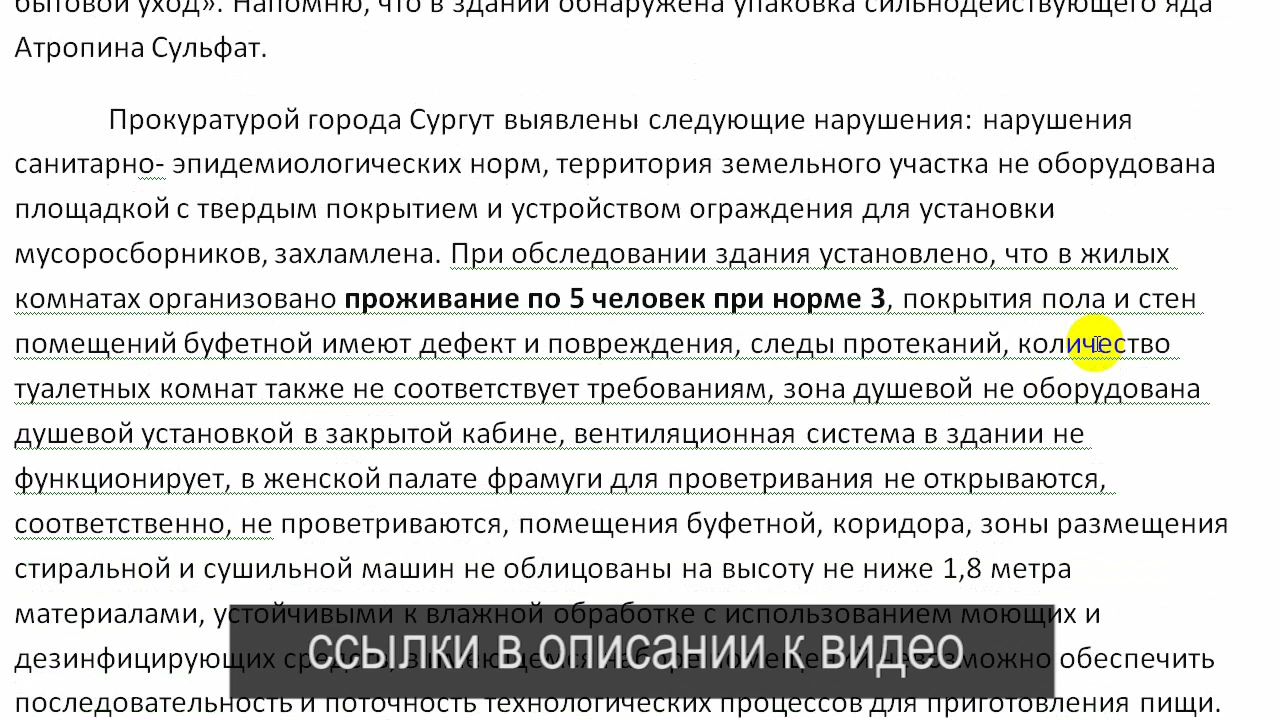 бытовой уход». Напомню, что в здании обнаружена упаковка сильнодействующего яда
Атропина Сульфат.
Прокуратурой города Сургут выявлены следующие нарушения: нарушения
санитарно- эпидемиологических норм, территория земельного участка не оборудована
площадкой с твердым покрытием и устройством ограждения для установки
мусоросборников, захламлена. При обследовании здания установлено, что в жилых
комнатах организовано проживание по 5 человек при норме 3, покрытия пола и стен
помещений буфетной имеют дефект и повреждения, следы протеканий, количество
туалетных комнат также не соответствует требованиям, зона душевой не оборудована
душевой установкой в закрытой кабине, вентиляционная система в здании не
функционирует, в женской палате фрамуги для проветривания не открываются,
соответственно, не проветриваются, помещения буфетной, коридора, зоны размещения
стиральной и сушильной машин не облицованы на высоту не ниже 1,8 метра
материалами, устойчивыми к влажной обработке с использованием моющих и
дезинфицирующих обеспечить
ссылки в описании к видео
последовательность и поточность технологических процессов для приготовления пищи.